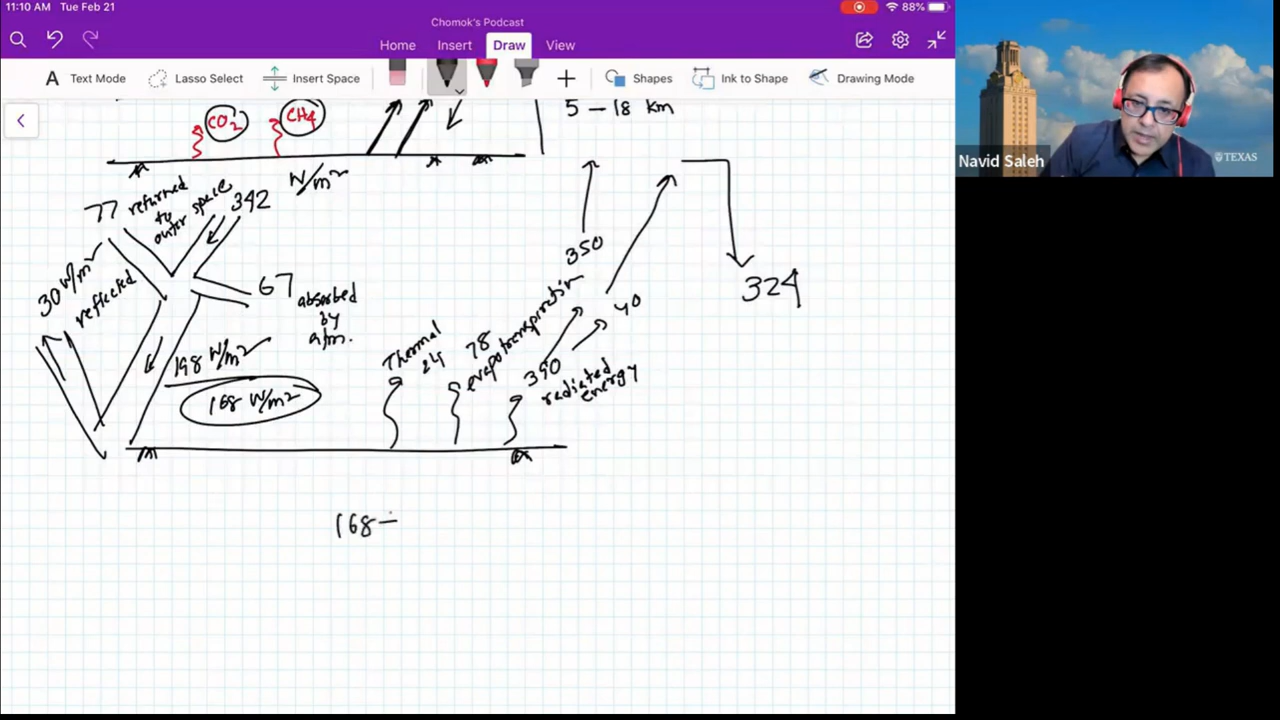 11:10 AM Tue Feb 21
88%
Chomok's Podcast
Home Insert Draw View
Text Mode
Lasso Select
Insert Space
Shapes
Ink to Shape
Drawing Mode
CO2
CH4
5 – 18 km
77 returned
to
outer space
342
W/m²
30 W/m²
reflected
67
absorbed
by
atm.
198 W/m²
168 W/m2
Thermal
24
78
evapotranspiration
350
390
radiated
energy
40
324
168 –
Navid Saleh
TEXAS